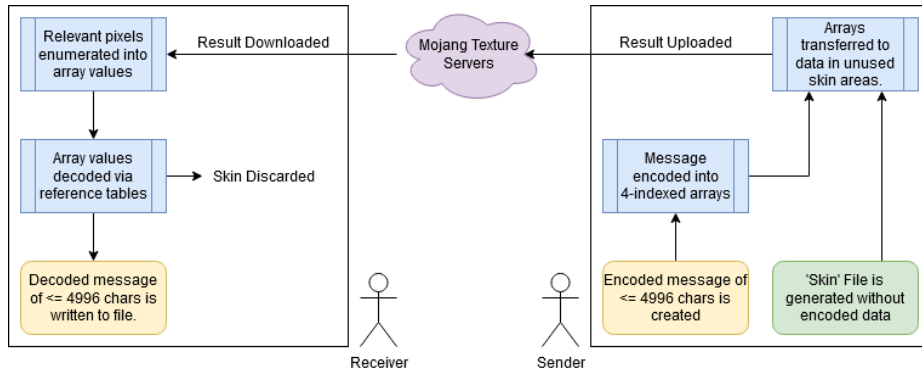 Relevant pixels
enumerated into
array values
Result Downloaded
Mojang Texture
Servers
Result Uploaded
Arrays
transferred to
data in unused
skin areas.
Array values
decoded via
reference tables
Skin Discarded
Message
encoded into
4-indexed arrays
Decoded message
of <= 4996 chars is
written to file.
Encoded message of
<= 4996 chars is
created
'Skin' File is
generated without
encoded data
Receiver
Sender